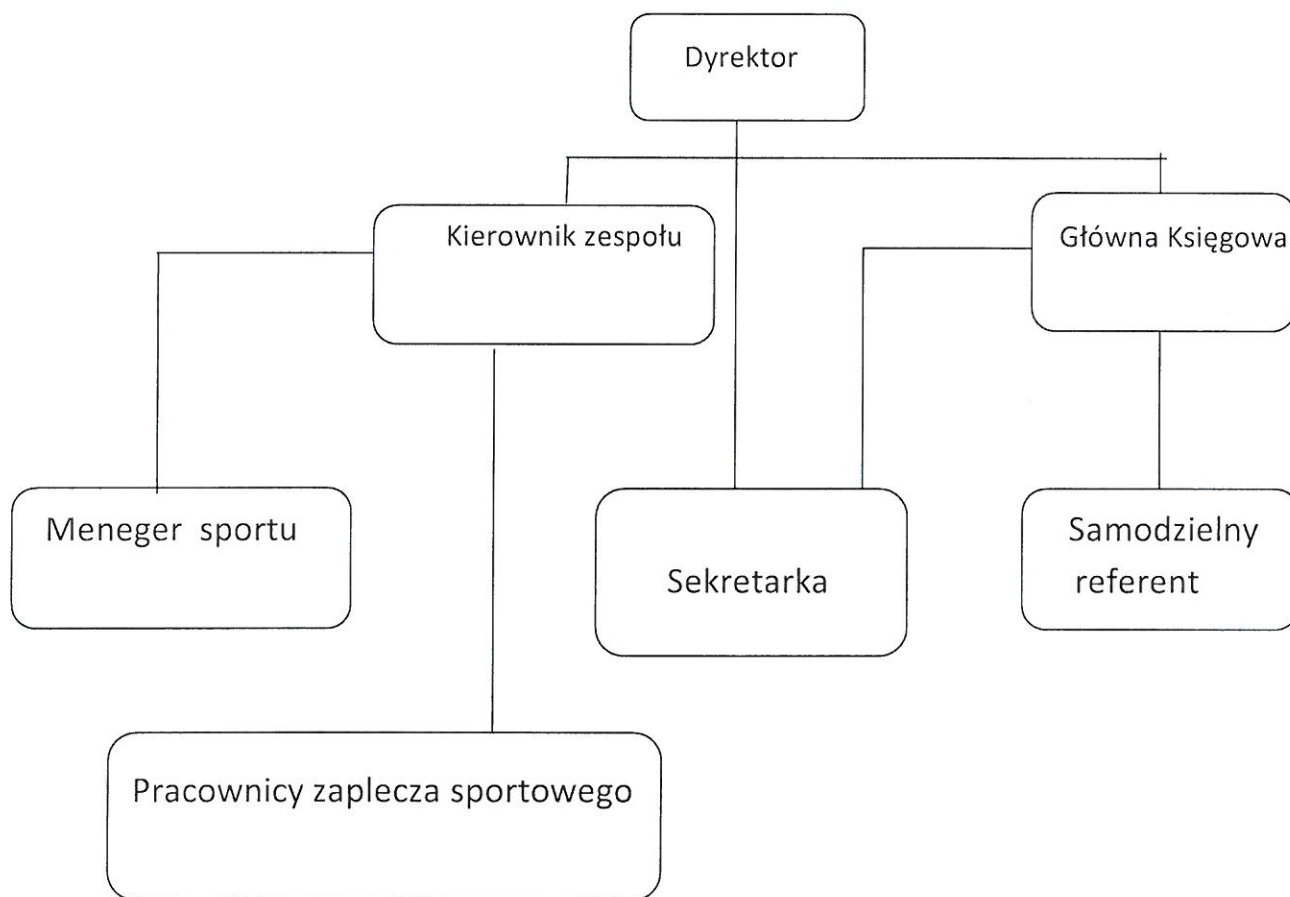 Dyrektor
Kierownik zespołu
Główna Księgowa
Meneger sportu
Sekretarka
Samodzielny
referent
Pracownicy zaplecza sportowego